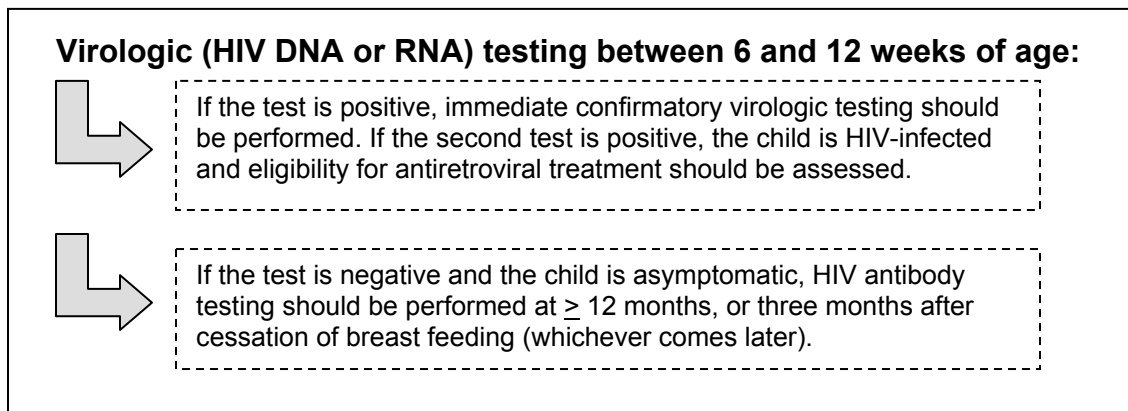 Virologic (HIV DNA or RNA) testing between 6 and 12 weeks of age:
If the test is positive, immediate confirmatory virologic testing should
be performed. If the second test is positive, the child is HIV-infected
and eligibility for antiretroviral treatment should be assessed.
If the test is negative and the child is asymptomatic, HIV antibody
testing should be performed at ≥ 12 months, or three months after
cessation of breast feeding (whichever comes later).